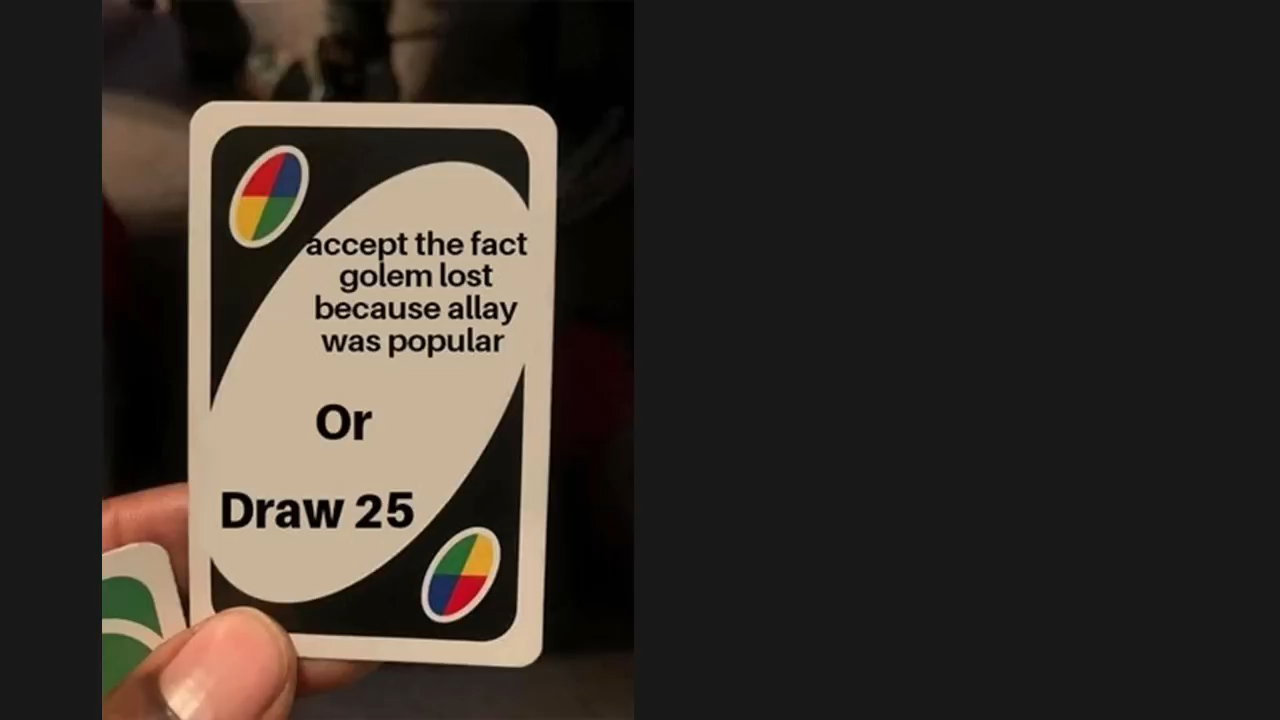 accept the fact
golem lost
because allay
was popular
Or
Draw 25